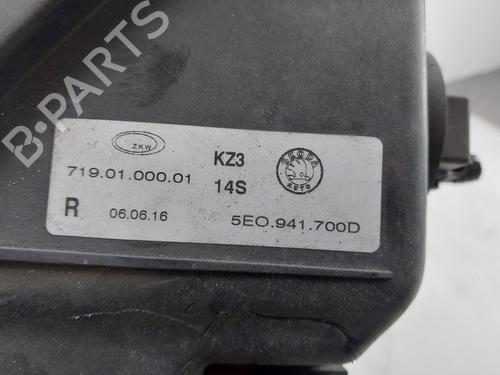 B-PARTS
ZKW
KZ3
SKODA
AUTO
719.01.000.01
14S
R
06.06.16
5E0.941.700D